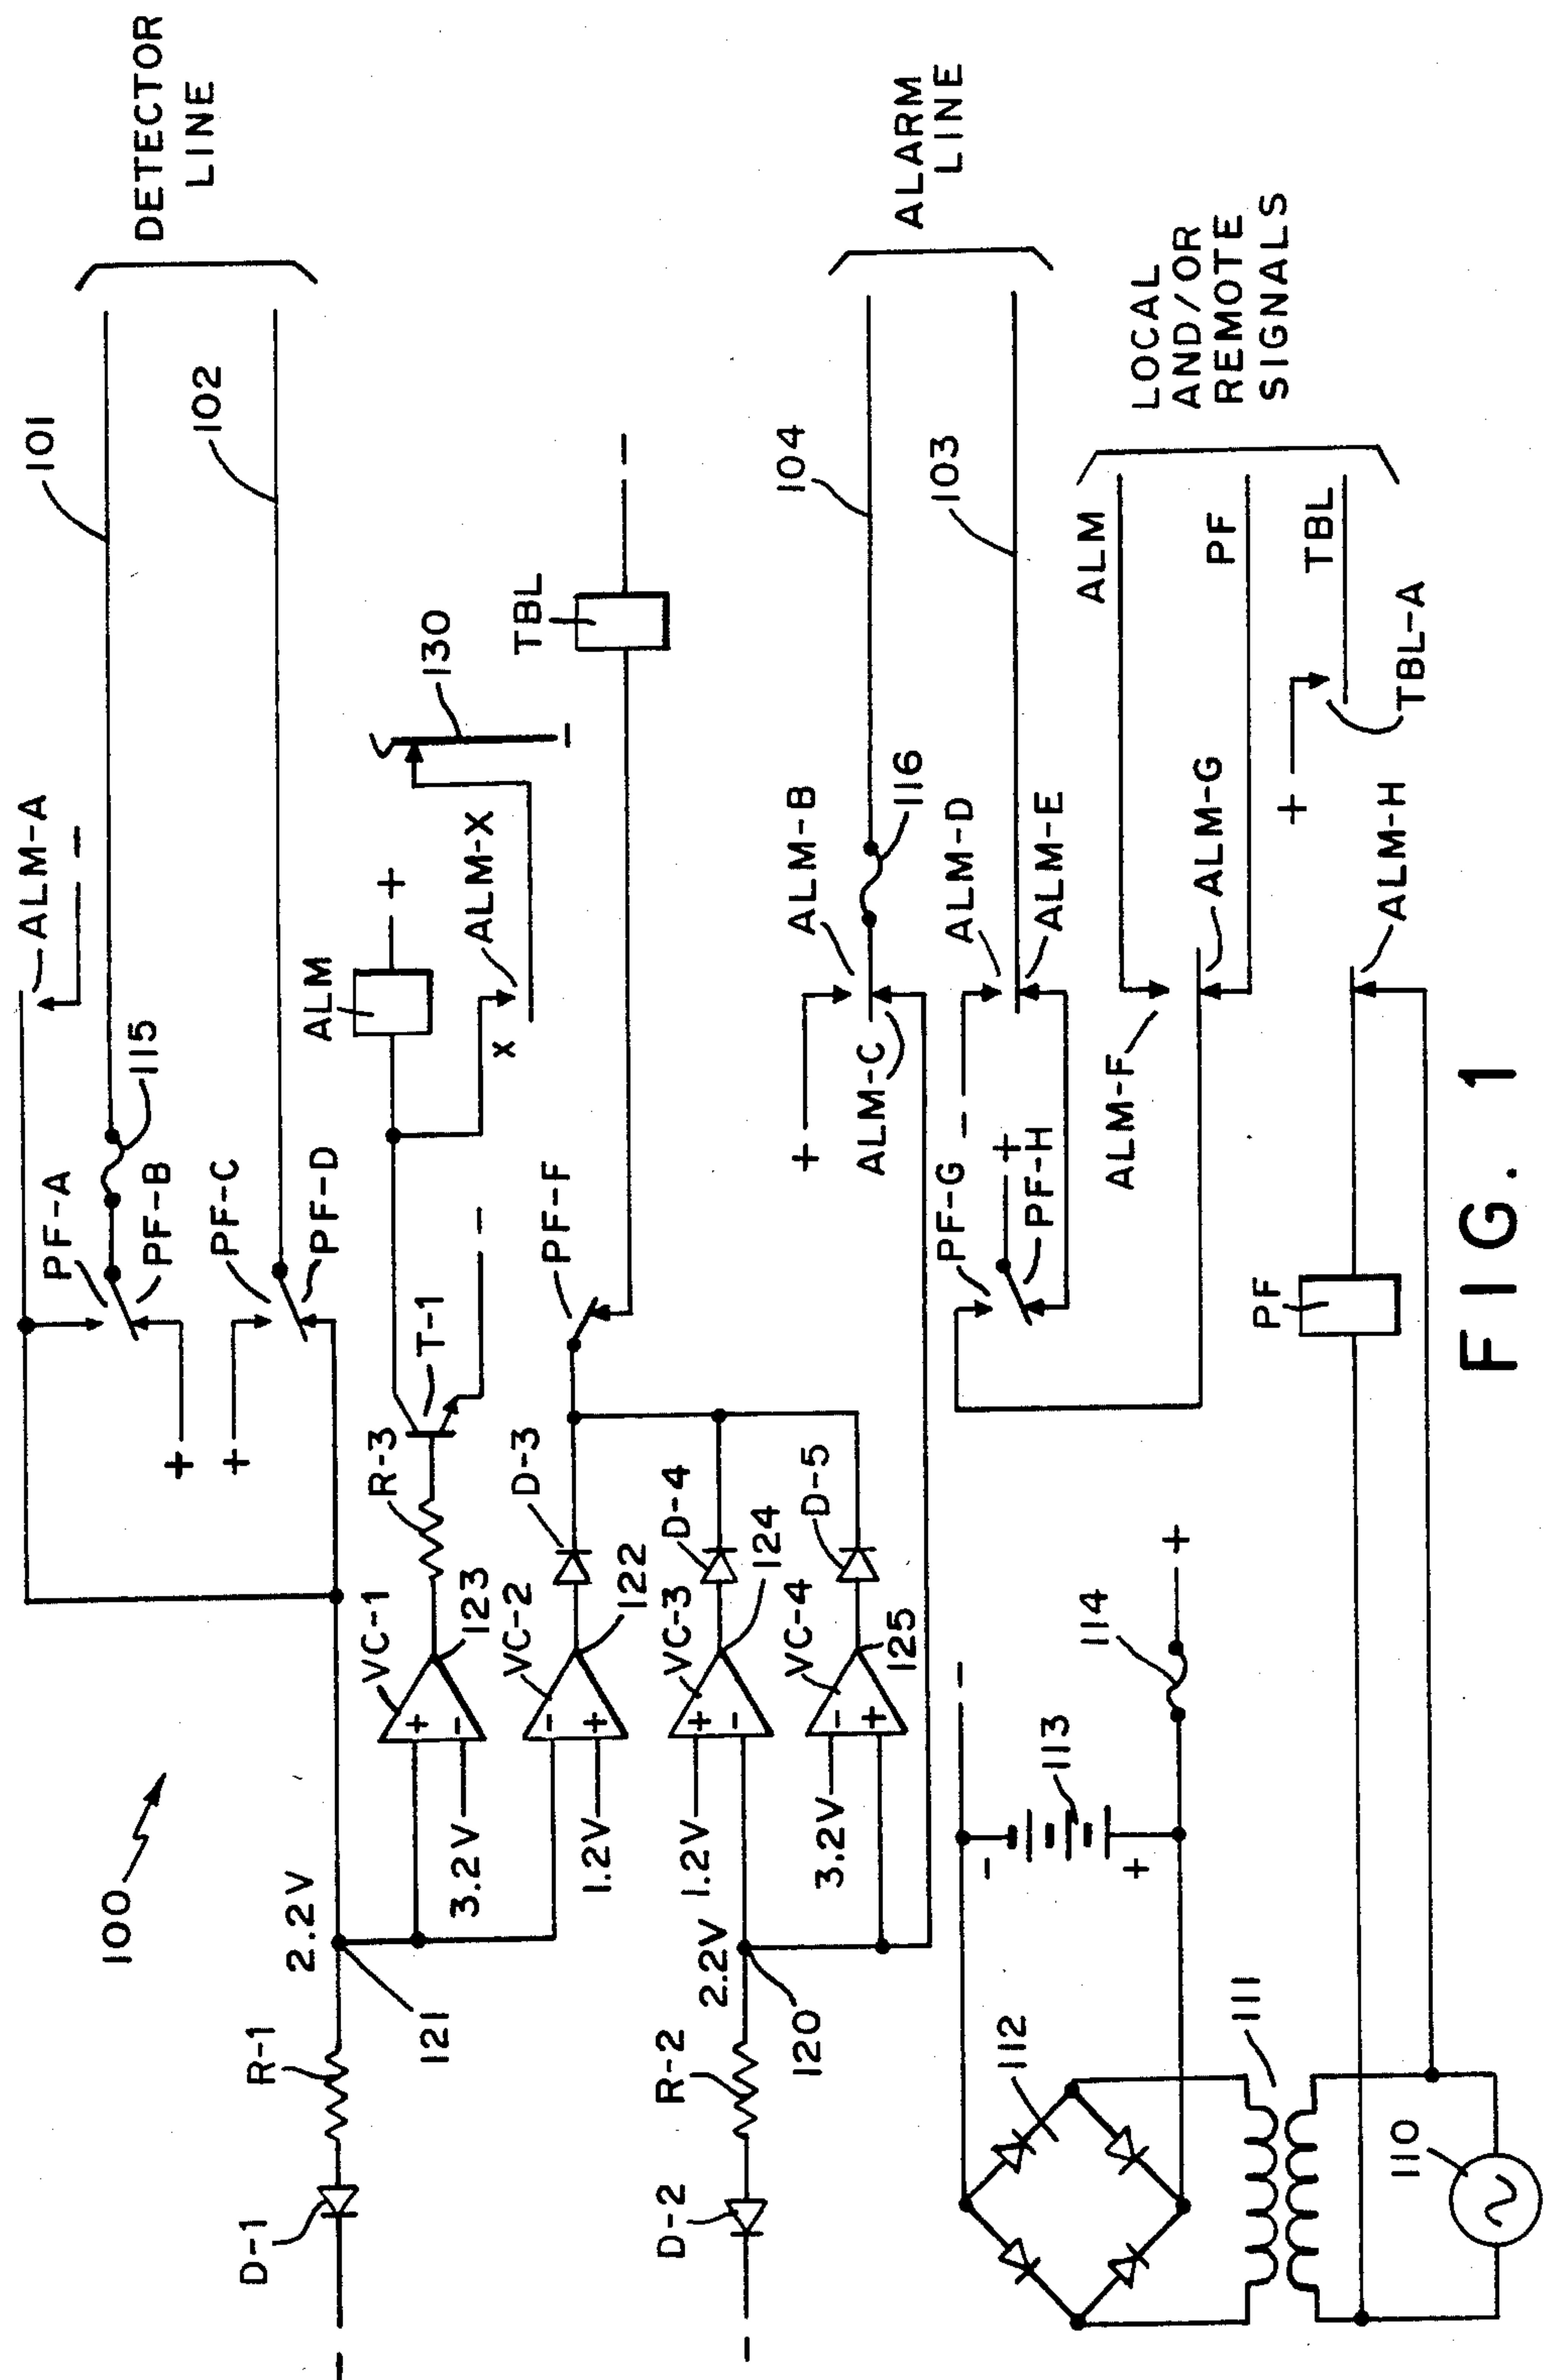 DETECTOR
LINE
101
102
ALM-A
115
PF-A
PF-B
PF-C
PF-D
+
+
-
ALM
+
ALM-X
X
130
-
TBL
-
T-1
-
R-3
PF-F
VC-1
123
D-3
VC-2
122
D-4
VC-3
124
D-5
VC-4
125
+
-
-
+
+
-
-
+
3.2V
1.2V
1.2V
3.2V
100
2.2V
121
R-1
D-1
-
2.2V
120
R-2
D-2
-
ALARM
LINE
104
103
116
ALM-B
ALM-C
+
ALM-D
ALM-E
-
PF-G
+
PF-H
LOCAL
AND/OR
REMOTE
SIGNALS
ALM
PF
TBL
TBL-A
+
ALM-F
ALM-G
ALM-H
PF
114
+
-
113
-
+
112
111
110
FIG. 1